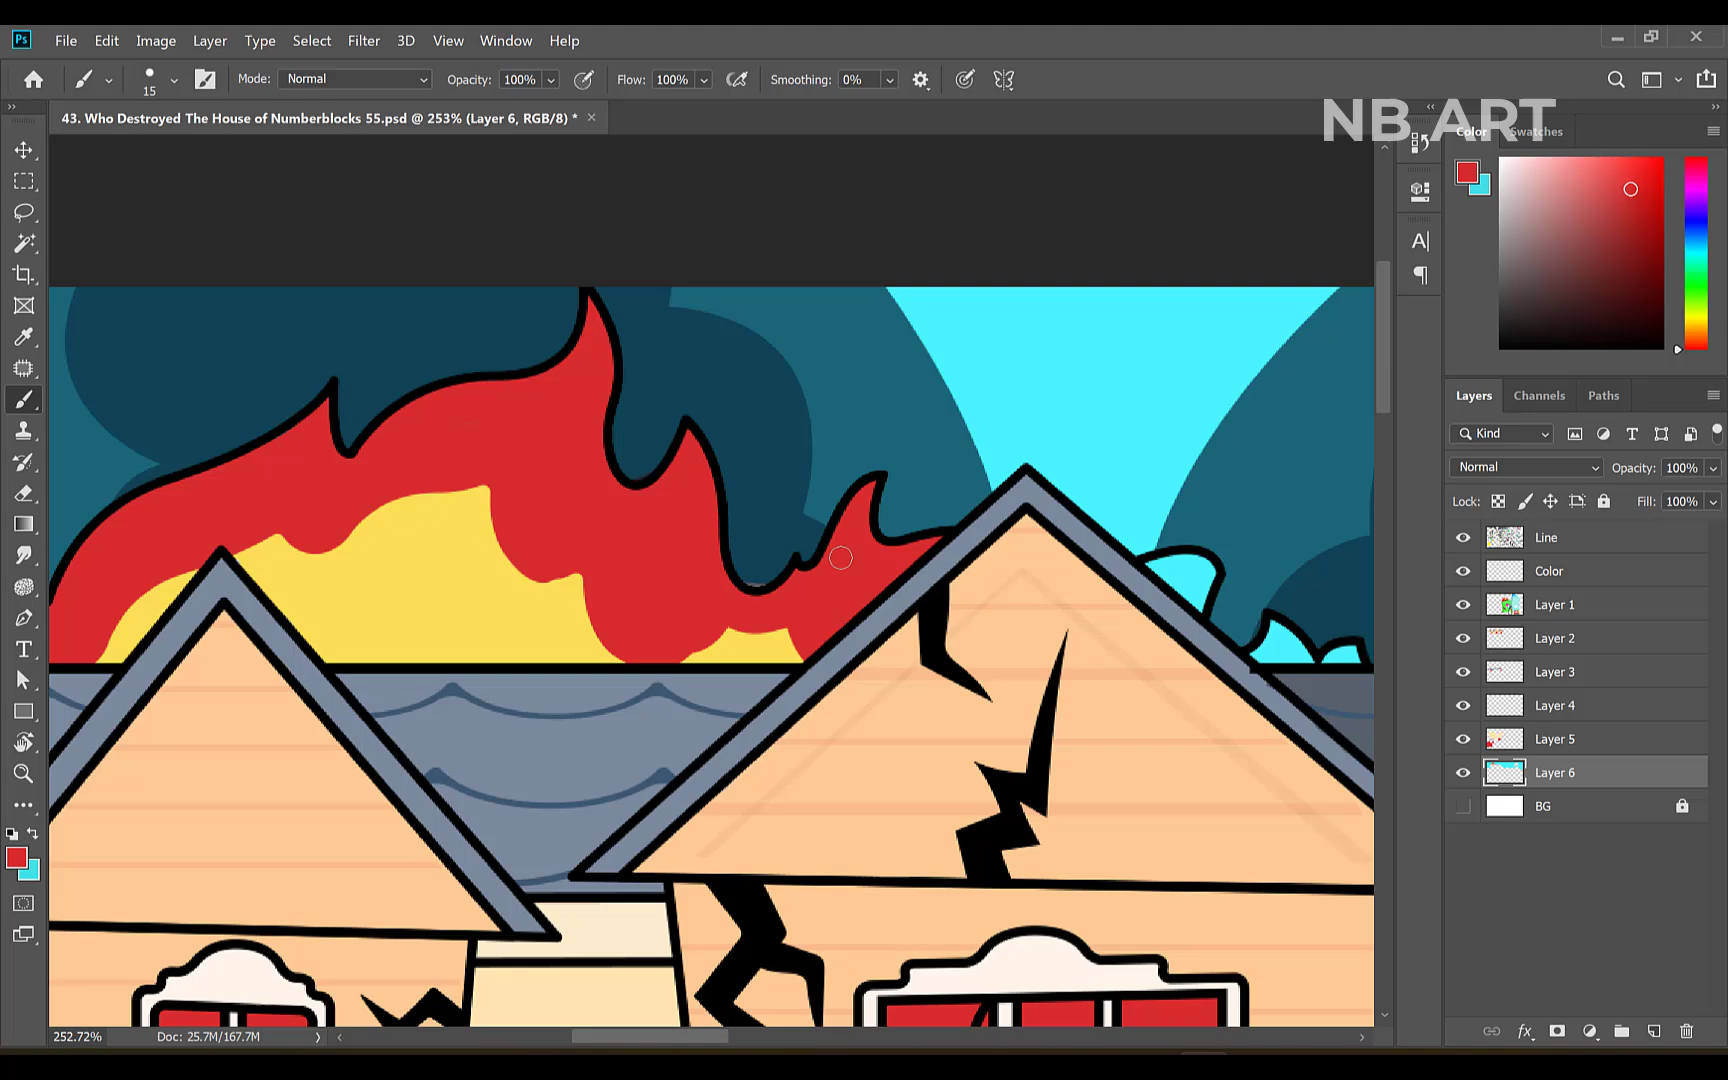 Ps File Edit Image Layer Type Select Filter 3D View Window Help
15 Mode: Normal Opacity: 100% Flow: 100% Smoothing: 0%
43. Who Destroyed The House of Numberblocks 55.psd @ 253% (Layer 6, RGB/8) *
NB ART
Color Swatches
Layers Channels Paths
Kind
Normal Opacity: 100%
Lock: Fill: 100%
Line
Color
Layer 1
Layer 2
Layer 3
Layer 4
Layer 5
Layer 6
BG
fx
252.72% Doc: 25.7M/167.7M